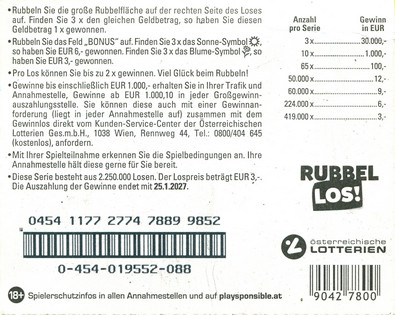 • Rubbeln Sie die große Rubbelfläche auf der rechten Seite des Loses
auf. Finden Sie 3 x den gleichen Geldbetrag, so haben Sie diesen
Geldbetrag 1 x gewonnen.
• Rubbeln Sie das Feld „BONUS" auf. Finden Sie 3 x das Sonne-Symbol,
so haben Sie EUR 6,- gewonnen. Finden Sie 3 x das Blume-Symbol, so
haben Sie EUR 3,- gewonnen.
• Pro Los können Sie bis zu 2 x gewinnen. Viel Glück beim Rubbeln!
• Gewinne bis einschließlich EUR 1.000,- erhalten Sie in Ihrer Trafik und
Annahmestelle, Gewinne ab EUR 1.000,10 in jeder Großgewinn-
auszahlungsstelle. Sie können diese auch mit einer Gewinnan-
forderung (liegt in jeder Annahmestelle auf) zusammen mit dem
Gewinnlos direkt vom Kunden-Service-Center der Österreichischen
Lotterien Ges.m.b.H., 1038 Wien, Rennweg 44, Tel.: 0800/404 645
(kostenlos), anfordern.
• Mit Ihrer Spielteilnahme erkennen Sie die Spielbedingungen an. Ihre
Annahmestelle hält diese gerne für Sie bereit.
• Diese Serie besteht aus 2.250.000 Losen. Der Lospreis beträgt EUR 3,-.
Die Auszahlung der Gewinne endet mit 25.1.2027.
Anzahl pro Serie Gewinn in EUR
3 x 30.000,-
10 x 1.000,-
65 x 100,-
50.000 x 12,-
60.000 x 9,-
224.000 x 6,-
419.000 x 3,-
RUBBEL
LOS!
österreichische
LOTTERIEN
0454 1177 2774 7889 9852
0-454-019552-088
9042 7800
18+ Spielerschutzinfos in allen Annahmestellen und auf playsponsible.at